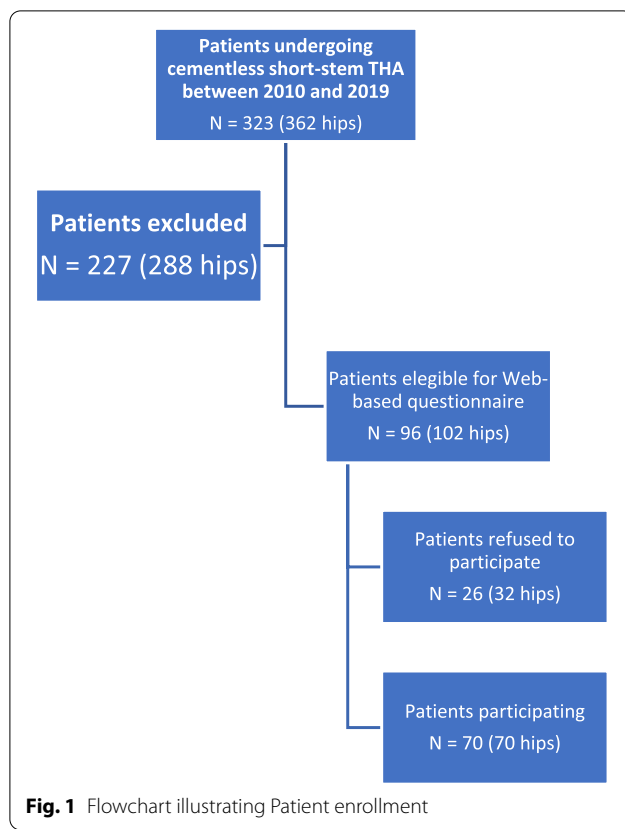 Patients undergoing
cementless short-stem THA
between 2010 and 2019
N = 323 (362 hips)
Patients excluded
N = 227 (288 hips)
Patients elegible for Web-
based questionnaire
N = 96 (102 hips)
Patients refused to
participate
N = 26 (32 hips)
Patients participating
N = 70 (70 hips)
Fig. 1 Flowchart illustrating Patient enrollment